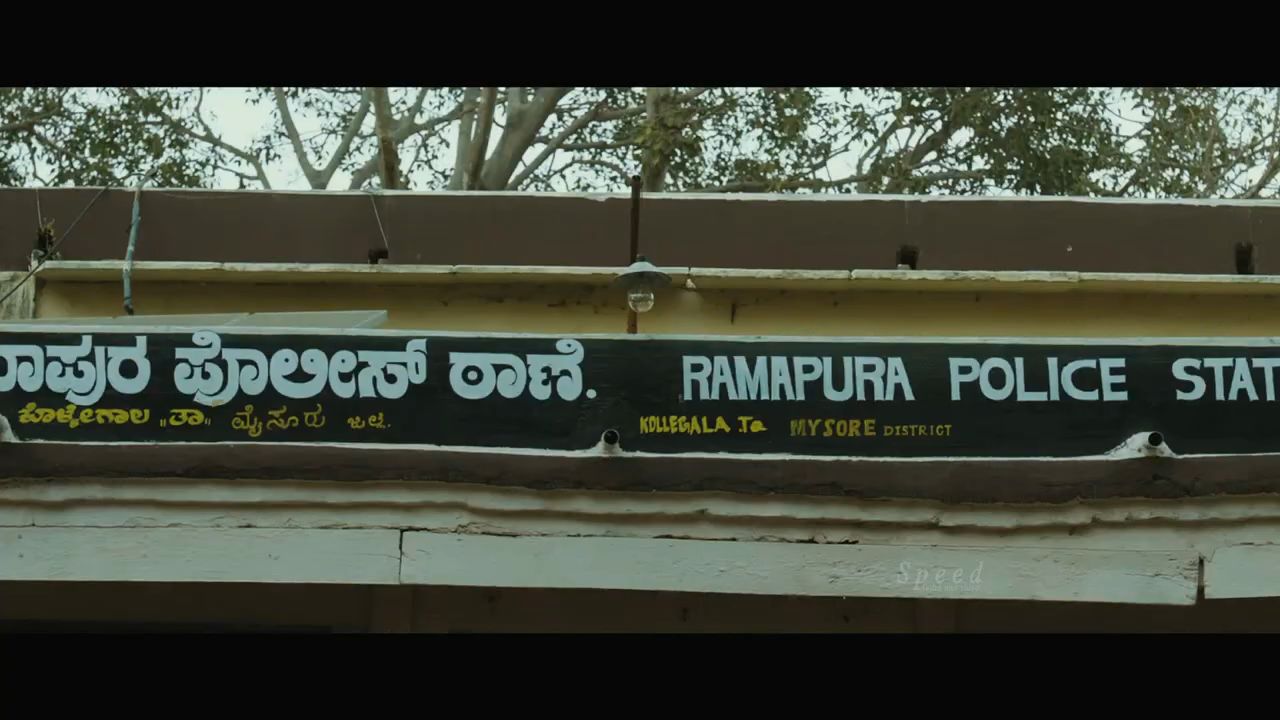 ರಾಪುರ ಪೊಲೀಸ್ ಠಾಣೆ. RAMAPURA POLICE STAT
ಕೊಳ್ಳೇಗಾಲ "ತಾ" ಮೈಸೂರು ಜಿಲ್ಲೆ. KOLLEGALA Ta MYSORE DISTRICT
Speed